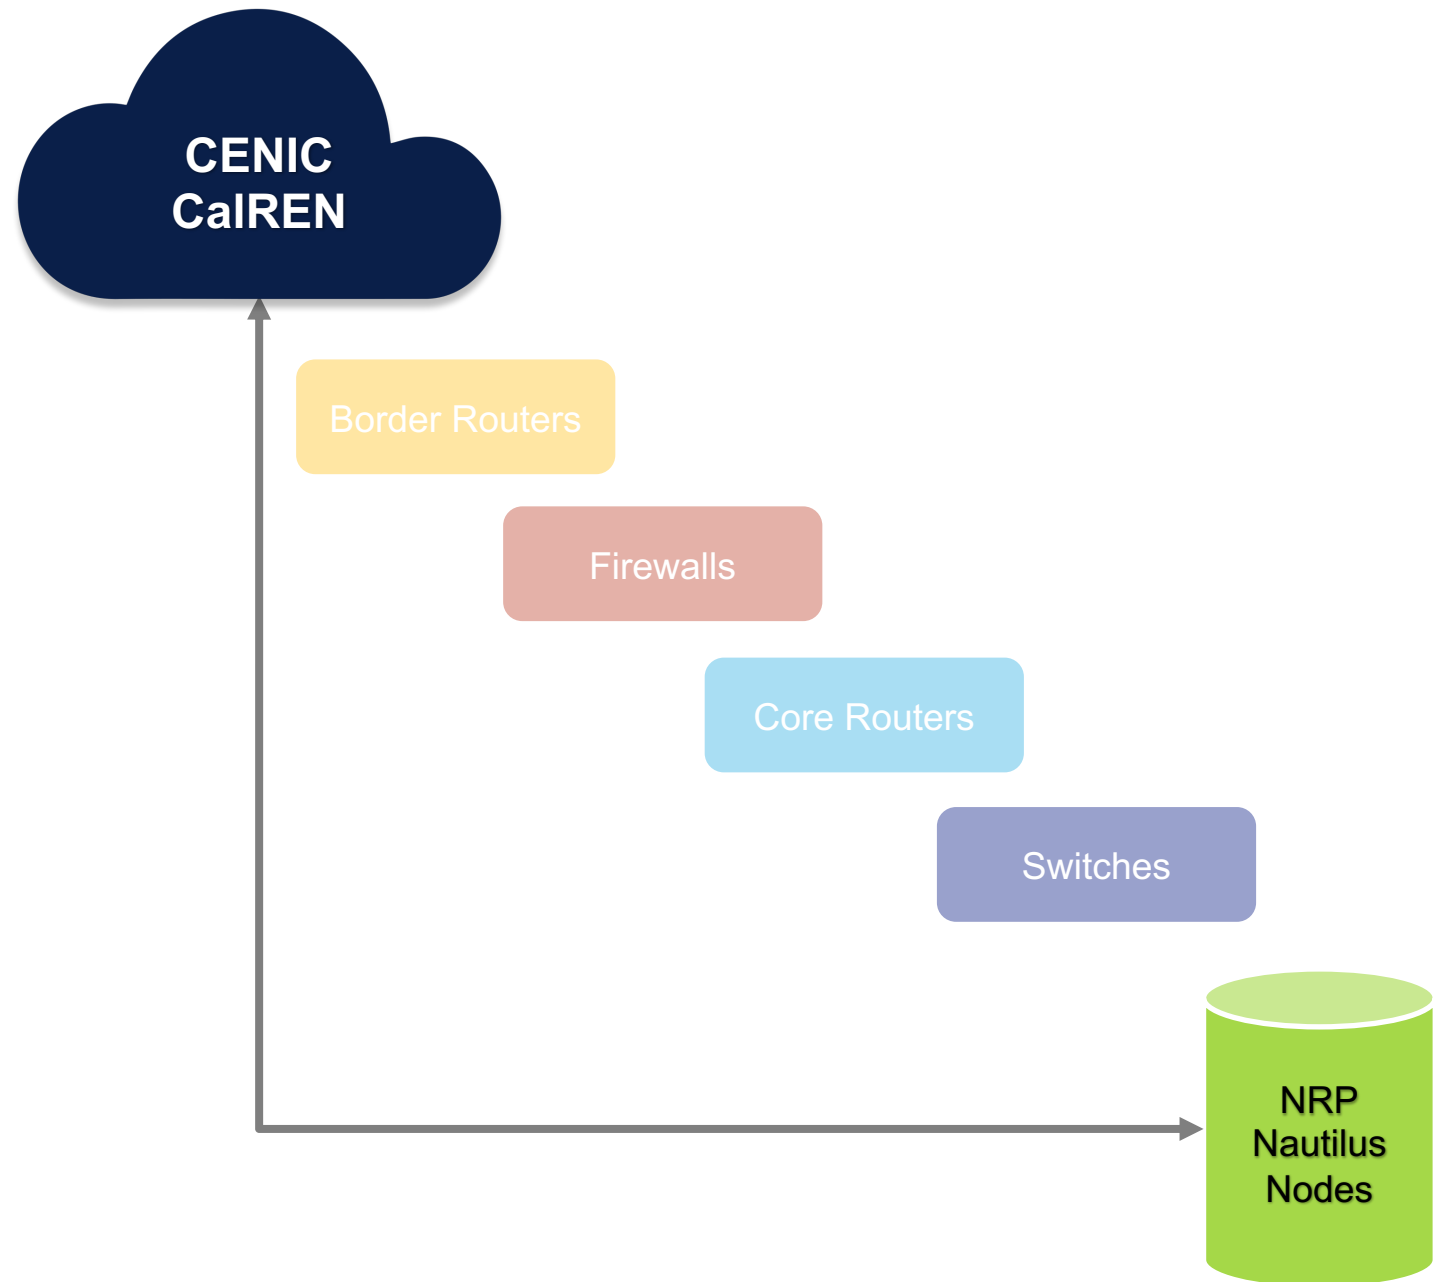 CENIC
CalREN
Border Routers
Firewalls
Core Routers
Switches
NRP
Nautilus
Nodes